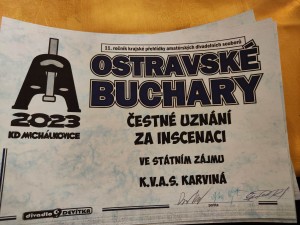 11. ročník krajské přehlídky amatérských divadelních souborů
OSTRAVSKÉ
BUCHARY
2023
KD MICHÁLKOVICE
ČESTNÉ UZNÁNÍ
ZA INSCENACI
VE STÁTNÍM ZÁJMU
K.V.A.S. KARVINÁ
divadlo DEVÍTKA